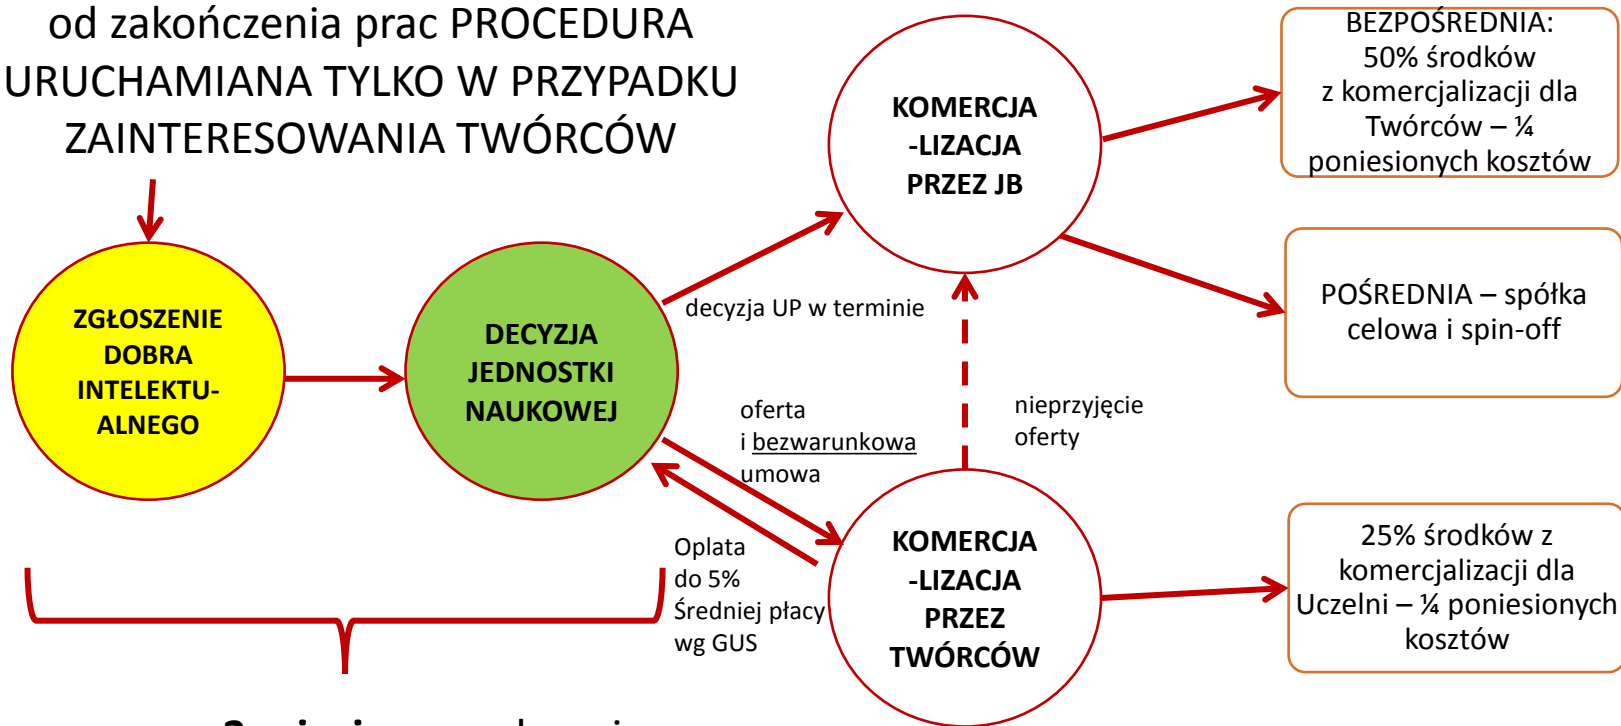 od zakończenia prac PROCEDURA
URUCHAMIANA TYLKO W PRZYPADKU
ZAINTERESOWANIA TWÓRCÓW
ZGŁOSZENIE
DOBRA
INTELEKTU-
ALNEGO
DECYZJA
JEDNOSTKI
NAUKOWEJ
decyzja UP w terminie
oferta
i bezwarunkowa
umowa
nieprzyjęcie
oferty
Oplata
do 5%
Średniej płacy
wg GUS
KOMERCJA
-LIZACJA
PRZEZ JB
KOMERCJA
-LIZACJA
PRZEZ
TWÓRCÓW
BEZPOŚREDNIA:
50% środków
z komercjalizacji dla
Twórców – ¼
poniesionych kosztów
POŚREDNIA – spółka
celowa i spin-off
25% środków z
komercjalizacji dla
Uczelni – ¼ poniesionych
kosztów